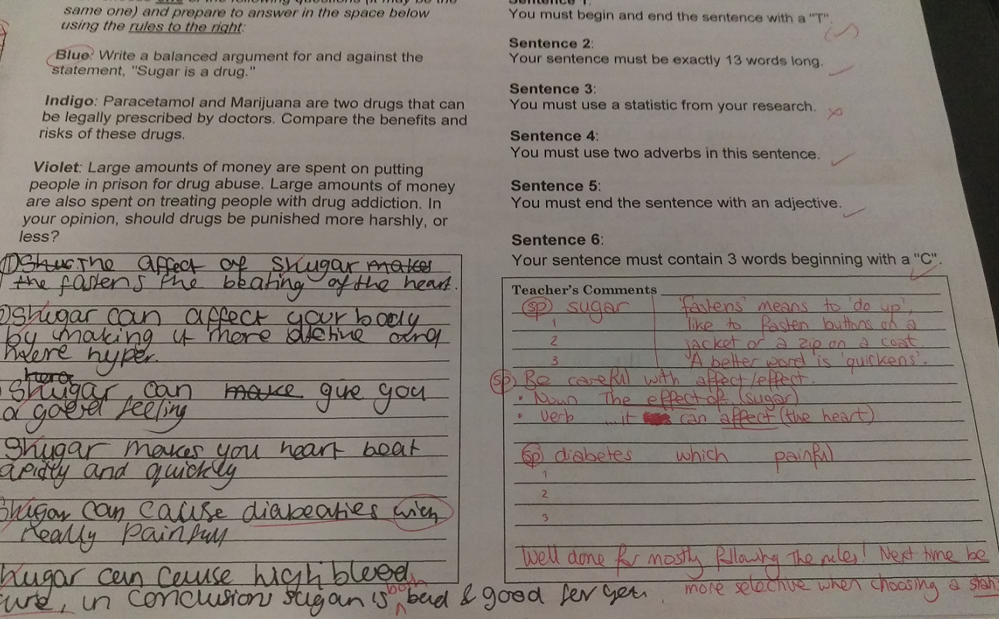 same one) and prepare to answer in the space below
using the rules to the right:
Blue: Write a balanced argument for and against the
statement, "Sugar is a drug."
Indigo: Paracetamol and Marijuana are two drugs that can
be legally prescribed by doctors. Compare the benefits and
risks of these drugs.
Violet: Large amounts of money are spent on putting
people in prison for drug abuse. Large amounts of money
are also spent on treating people with drug addiction. In
your opinion, should drugs be punished more harshly, or
less?
The affect of Shugar makes
the fastens the beating of the heart.
Shugar can affect your body
by making it more active and
hyper.
Shugar can make give you
a good feeling
Shugar makes you heart beat
and quickly
Shugar can cause diabeaties wich
really Painfull
can cause high blood
in conclusion sugar is both bad & good for you
You must begin and end the sentence with a "T".
Sentence 2:
Your sentence must be exactly 13 words long.
Sentence 3:
You must use a statistic from your research.
Sentence 4:
You must use two adverbs in this sentence.
Sentence 5:
You must end the sentence with an adjective.
Sentence 6:
Your sentence must contain 3 words beginning with a "C".
Teacher's Comments
sp sugar
1
2
3
'fastens' means to 'do up',
like to fasten buttons on a
jacket or a zip on a coat
A better word is 'quickens'.
sp Be careful with affect/effect.
• Noun The effect of (sugar)
• Verb ...it can affect (the heart)
sp diabetes which painful
1
2
3
Well done for mostly following the rules! Next time be
more selective when choosing a